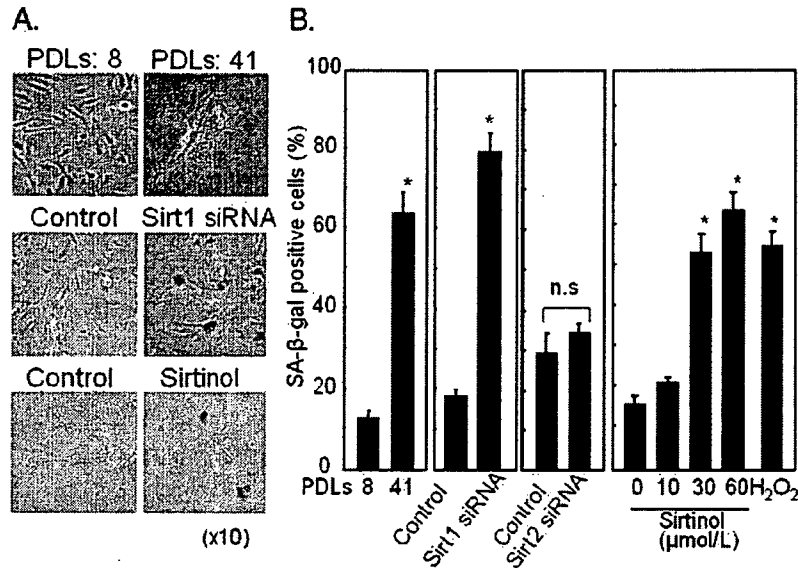 A.
PDLs: 8 PDLs: 41
Control Sirt1 siRNA
Control Sirtinol
(x10)
B.
SA-β-gal positive cells (%)
100
80
60
40
20
0
*
*
n.s
*
*
*
PDLs 8 41
Control
Sirt1 siRNA
Control
Sirt2 siRNA
0 10 30 60 H₂O₂
Sirtinol
(μmol/L)